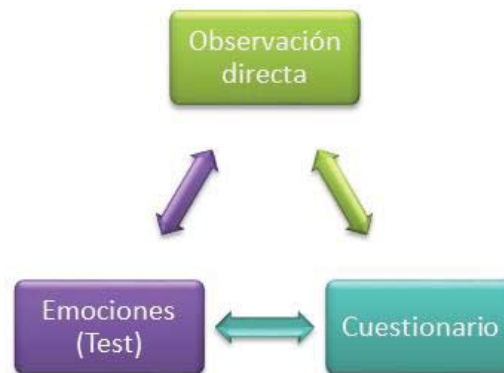 Observación
directa
Emociones
(Test)
Cuestionario